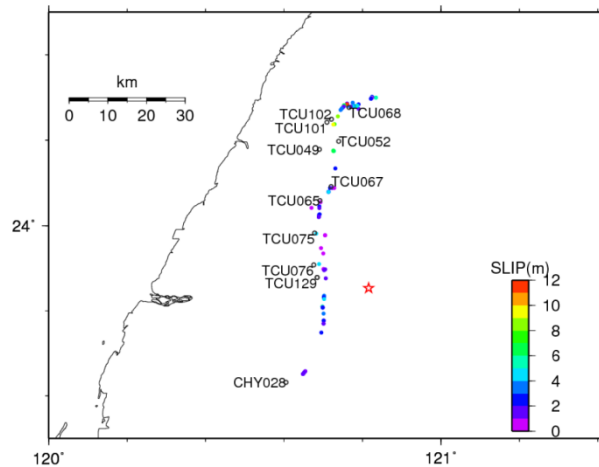 km
0 10 20 30
TCU102
TCU068
TCU101
TCU052
TCU049
TCU067
TCU065
24°
TCU075
TCU076
TCU129
SLIP(m)
12
10
8
6
4
2
0
CHY028
120°
121°